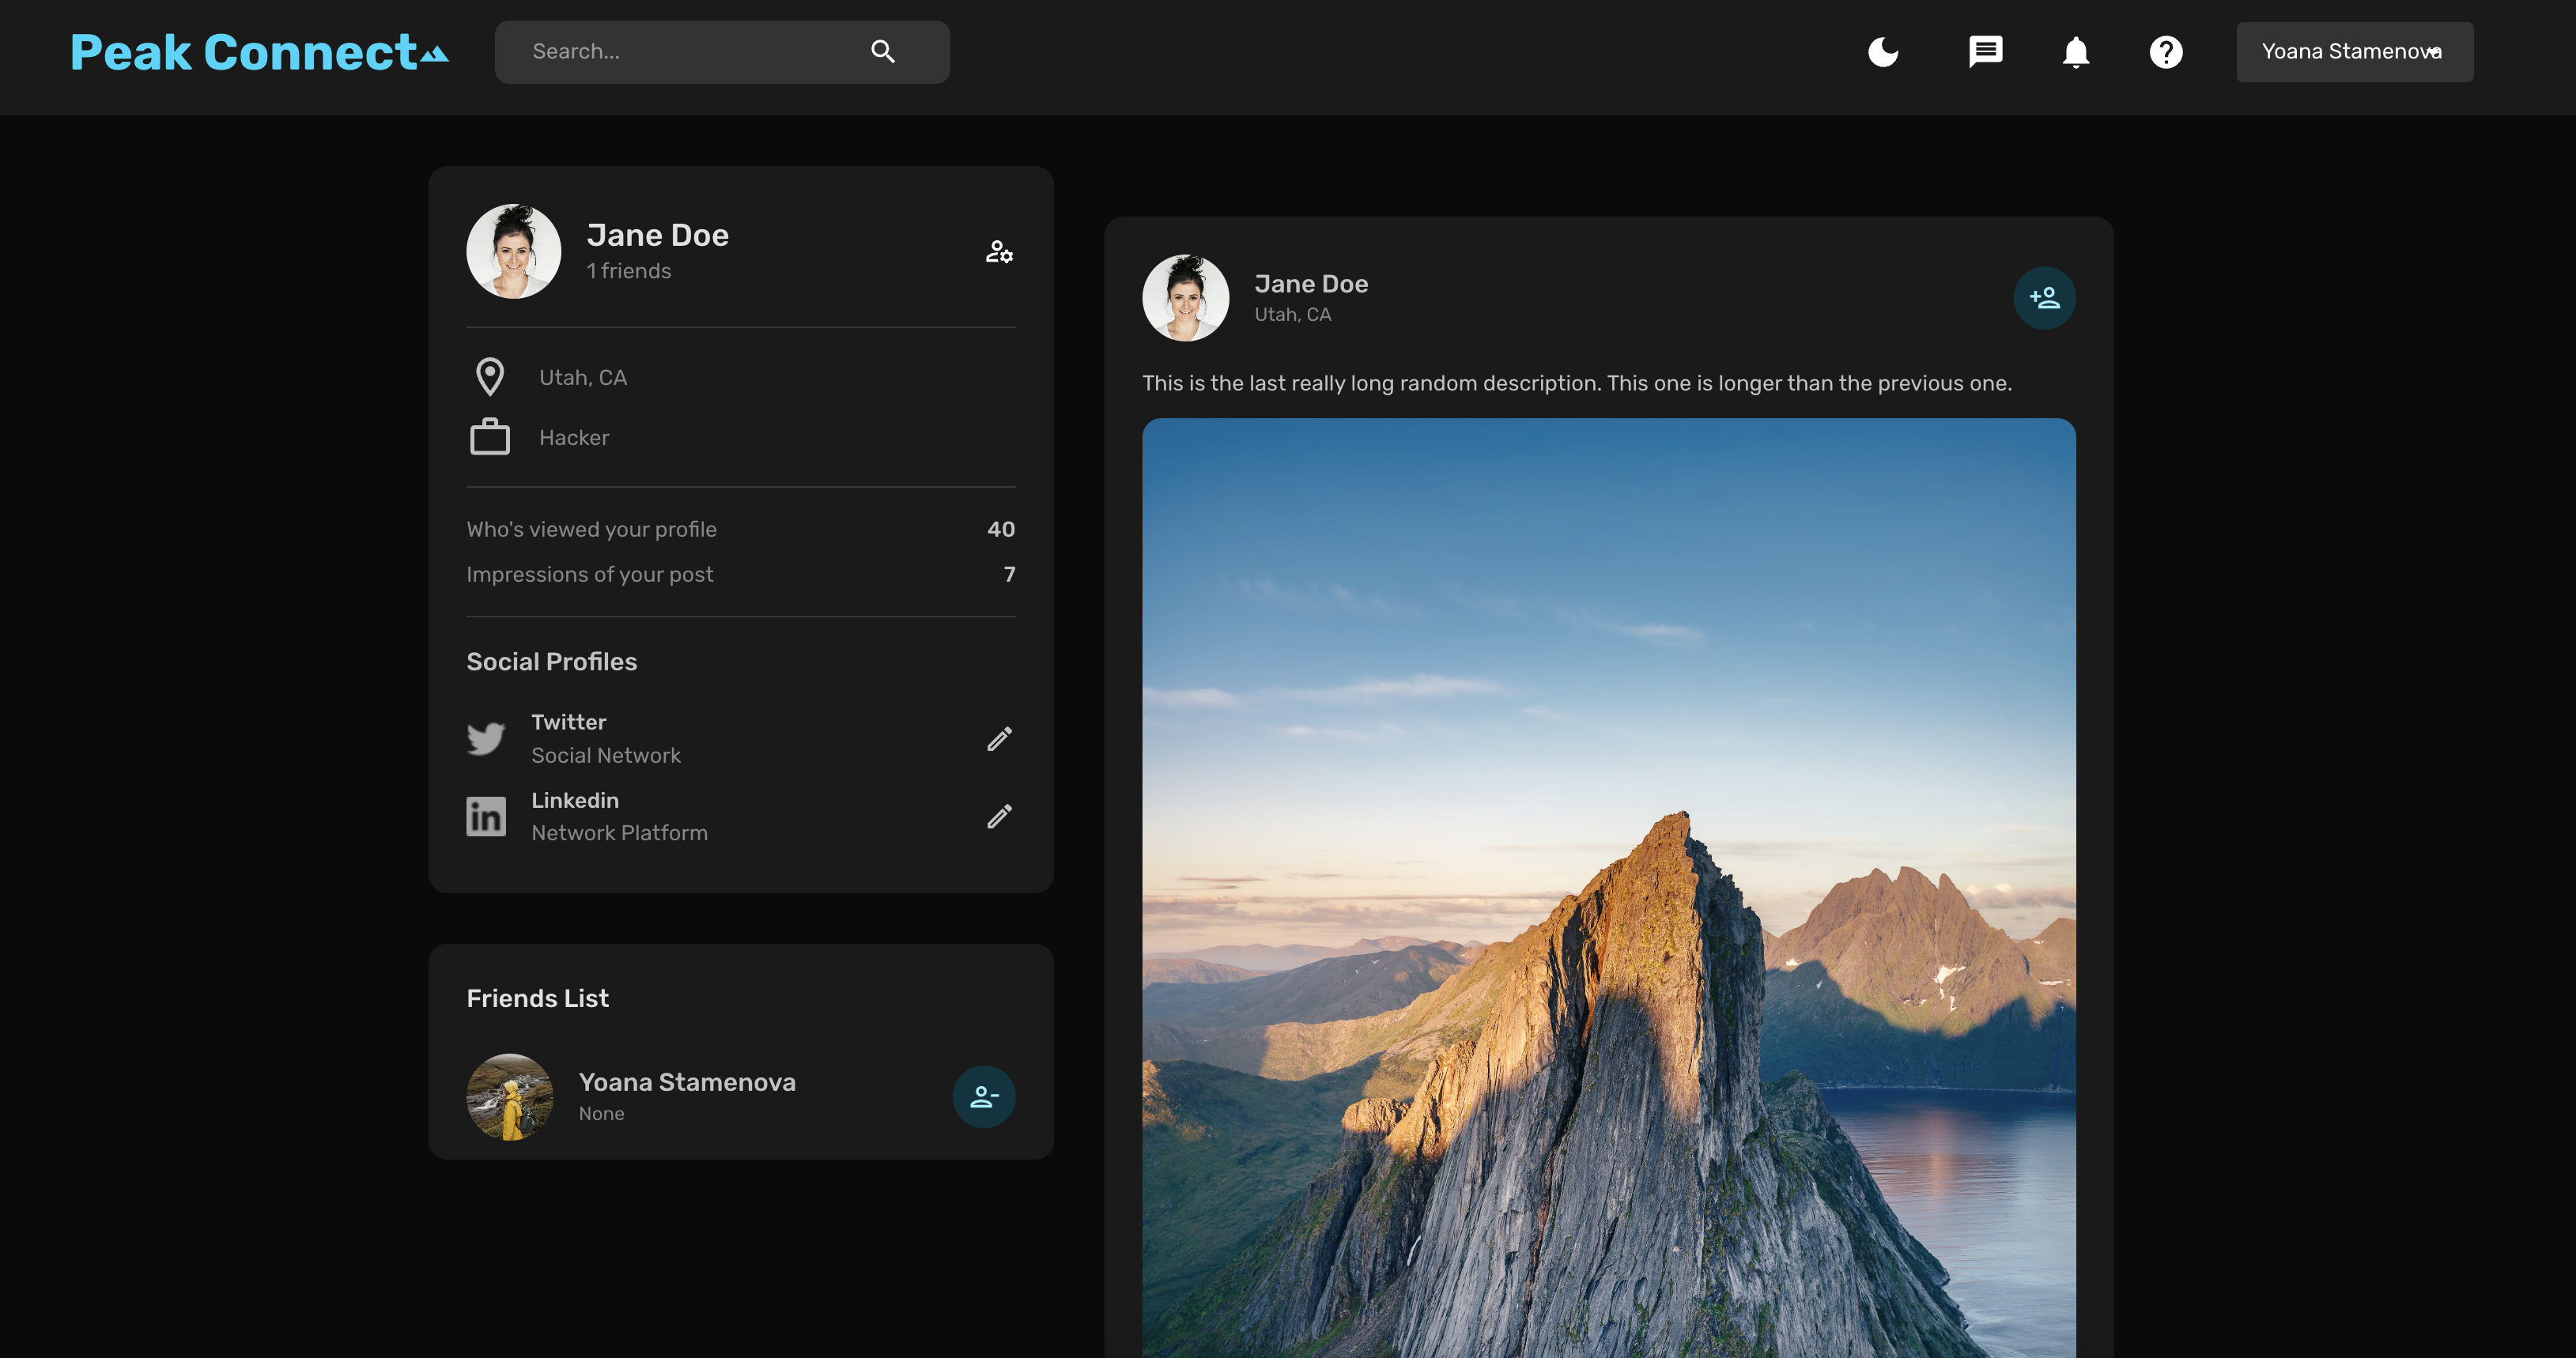 Peak Connect
Search...
Yoana Stamenova
Jane Doe
1 friends
Utah, CA
Hacker
Who's viewed your profile 40
Impressions of your post 7
Social Profiles
Twitter
Social Network
in
Linkedin
Network Platform
Friends List
Yoana Stamenova
None
Jane Doe
Utah, CA
This is the last really long random description. This one is longer than the previous one.